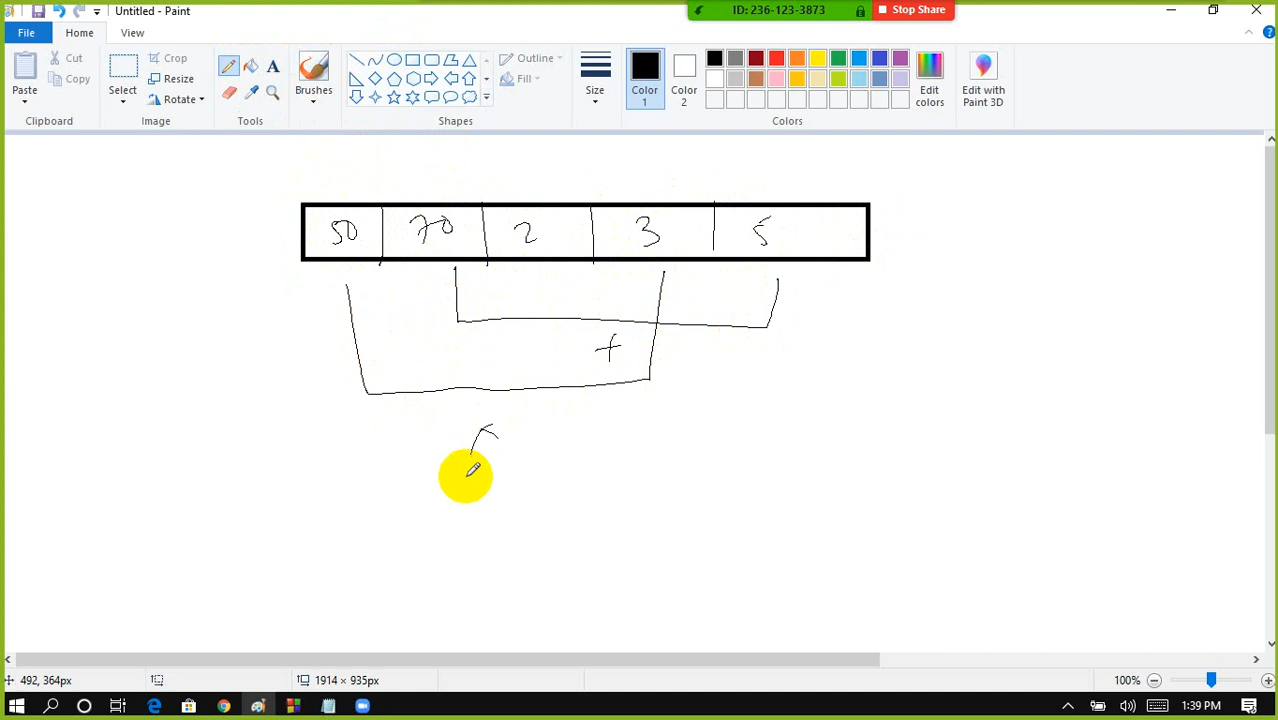 Untitled - Paint
ID: 236-123-3873
Stop Share
File
Home
View
Paste
Cut
Copy
Clipboard
Select
Crop
Resize
Rotate
Image
A
Tools
Brushes
Shapes
Outline
Fill
Size
Color 1
Color 2
Colors
Edit colors
Edit with Paint 3D
50 70 2 3 5
+
492, 364px
1914 × 935px
100%
1:39 PM